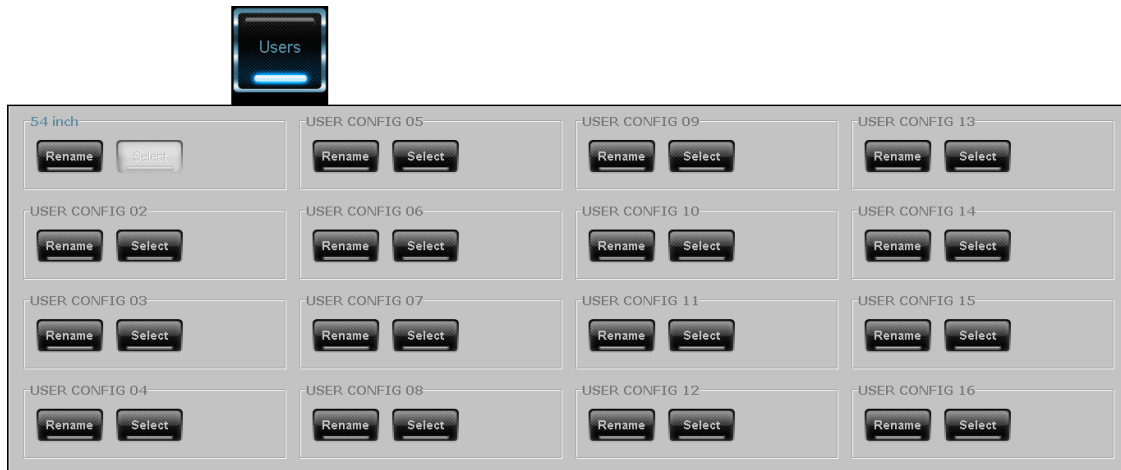 Users
54 inch
Rename Select
USER CONFIG 05
Rename Select
USER CONFIG 09
Rename Select
USER CONFIG 13
Rename Select
USER CONFIG 02
Rename Select
USER CONFIG 06
Rename Select
USER CONFIG 10
Rename Select
USER CONFIG 14
Rename Select
USER CONFIG 03
Rename Select
USER CONFIG 07
Rename Select
USER CONFIG 11
Rename Select
USER CONFIG 15
Rename Select
USER CONFIG 04
Rename Select
USER CONFIG 08
Rename Select
USER CONFIG 12
Rename Select
USER CONFIG 16
Rename Select